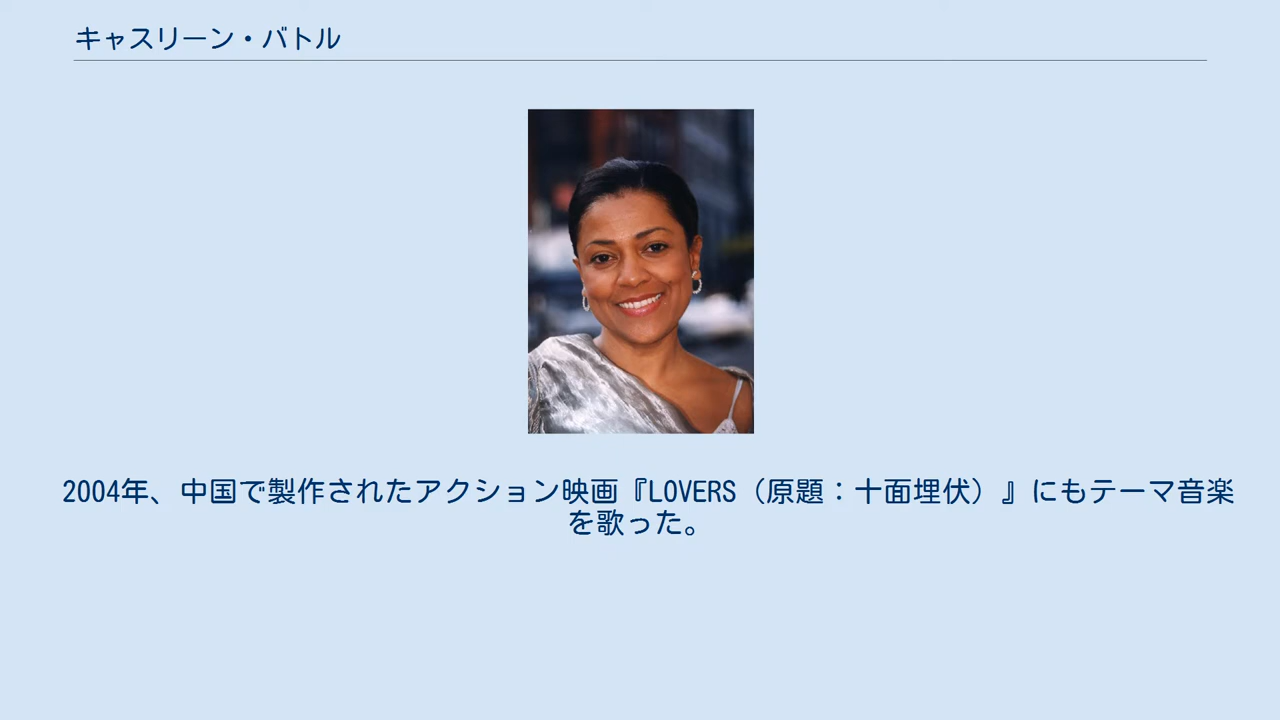 キャスリーン・バトル
2004年、中国で製作されたアクション映画『LOVERS（原題：十面埋伏）』にもテーマ音楽
を歌った。